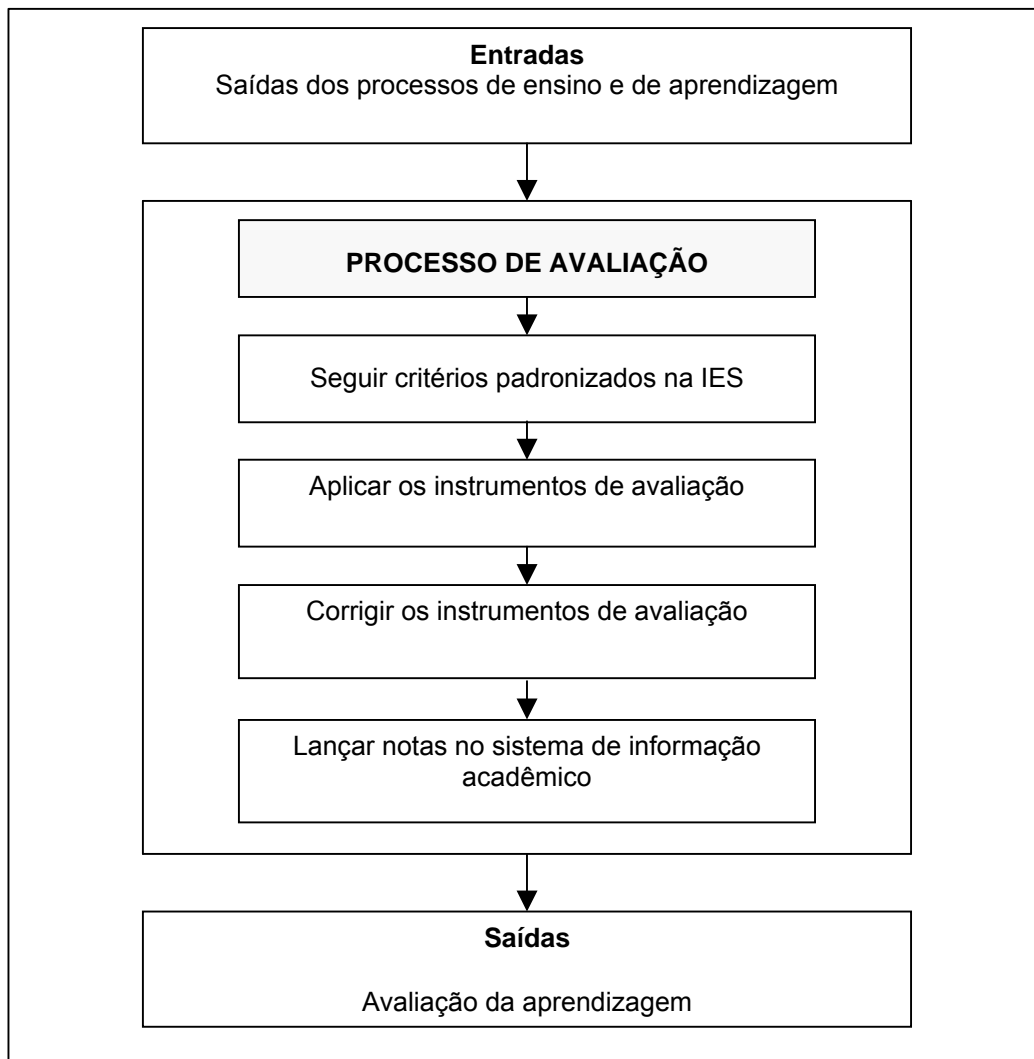 Entradas
Saídas dos processos de ensino e de aprendizagem
PROCESSO DE AVALIAÇÃO
Seguir critérios padronizados na IES
Aplicar os instrumentos de avaliação
Corrigir os instrumentos de avaliação
Lançar notas no sistema de informação
acadêmico
Saídas
Avaliação da aprendizagem